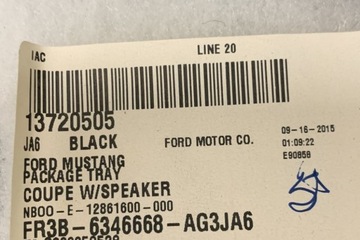 IAC LINE 20
13720505
JA6 BLACK FORD MOTOR CO. 09-16-2015
01:09:22
E90858
FORD MUSTANG
PACKAGE TRAY
COUPE W/SPEAKER
NBOO-E-12861600-000
FR3B-6346668-AG3JA6